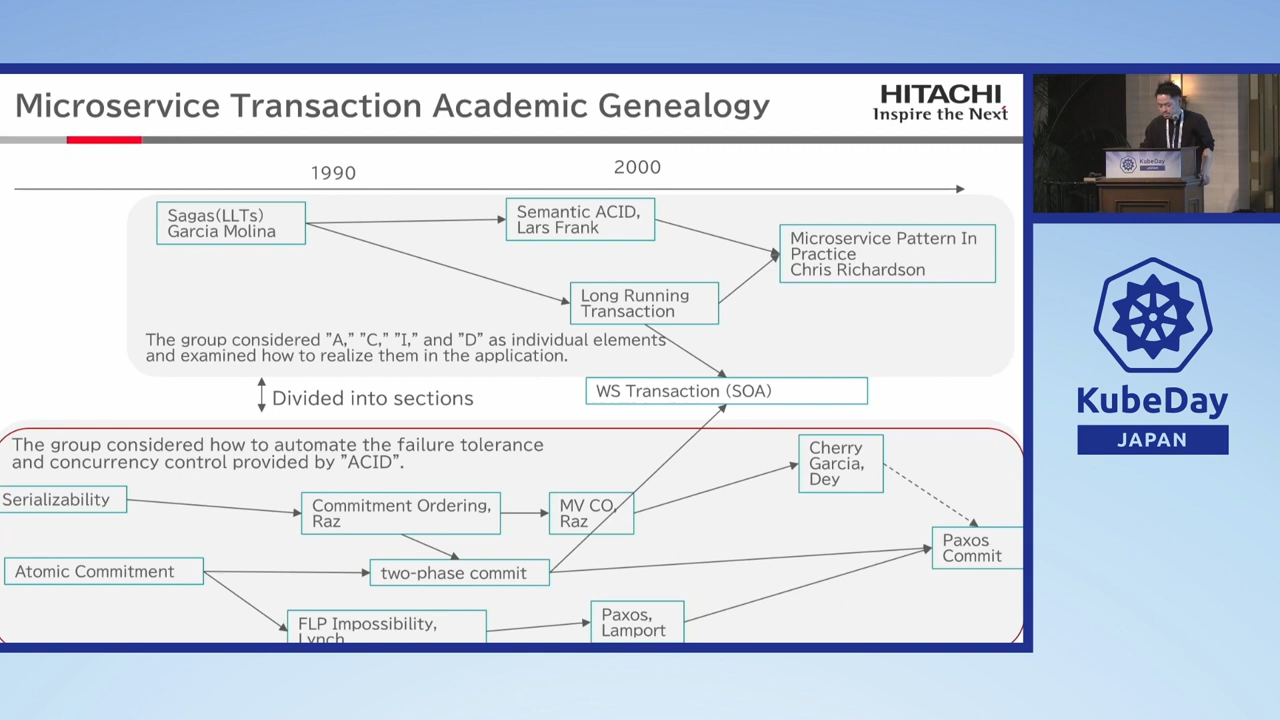 Microservice Transaction Academic Genealogy
HITACHI
Inspire the Next
1990
2000
Sagas(LLTs)
Garcia Molina
Semantic ACID,
Lars Frank
Microservice Pattern In
Practice
Chris Richardson
Long Running
Transaction
The group considered "A," "C," "I," and "D" as individual elements
and examined how to realize them in the application.
Divided into sections
WS Transaction (SOA)
The group considered how to automate the failure tolerance
and concurrency control provided by "ACID".
Cherry
Garcia,
Dey
Serializability
Commitment Ordering,
Raz
MV CO,
Raz
Paxos
Commit
Atomic Commitment
two-phase commit
FLP Impossibility,
Lynch
Paxos,
Lamport
KubeDay
JAPAN
KubeDay
JAPAN